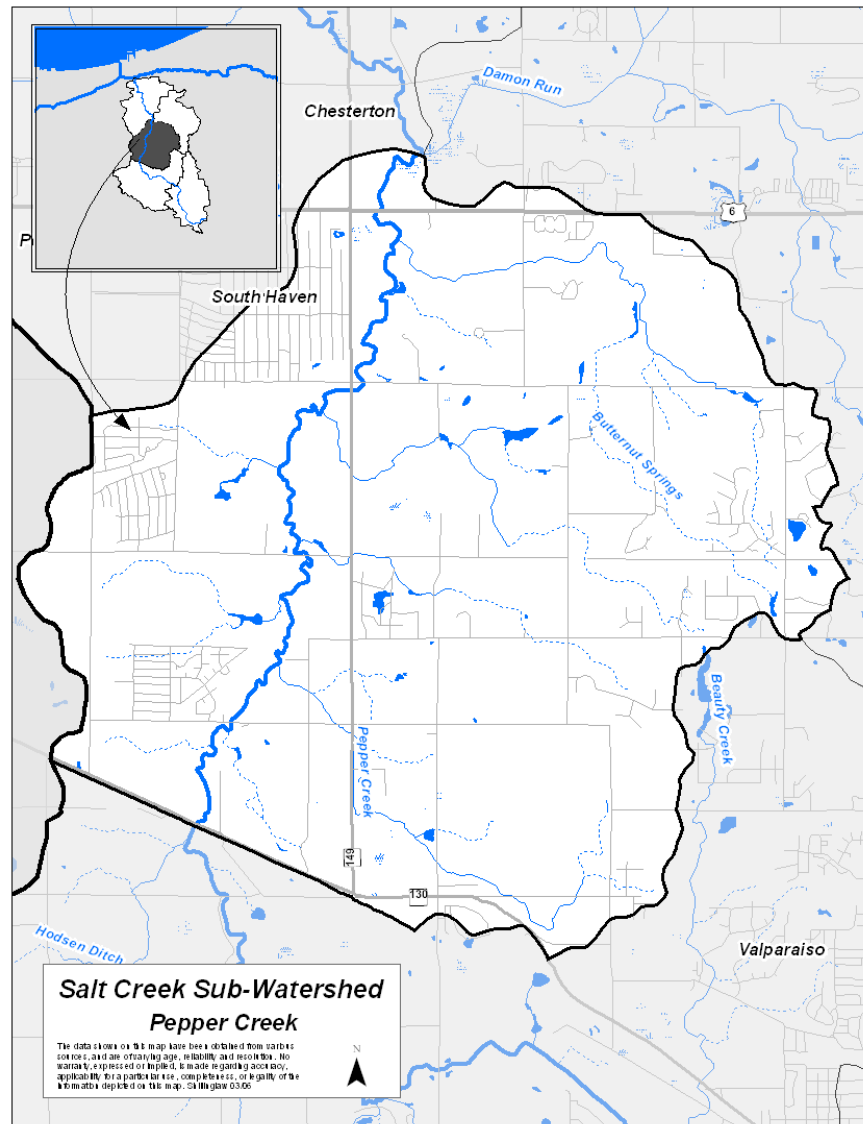 Damon Run
Chesterton
6
P
South Haven
Butternut Springs
Beauty Creek
Pepper Creek
149
130
Hodsen Ditch
Valparaiso
Salt Creek Sub-Watershed
Pepper Creek
The data shown on this map have been obtained from various
sources, and are of varying age, reliability and resolution. No
warranty, expressed or implied, is made regarding accuracy,
applicability for a particular use, completeness, or legality of the
information depicted on this map. Shillinglaw 03/06
N